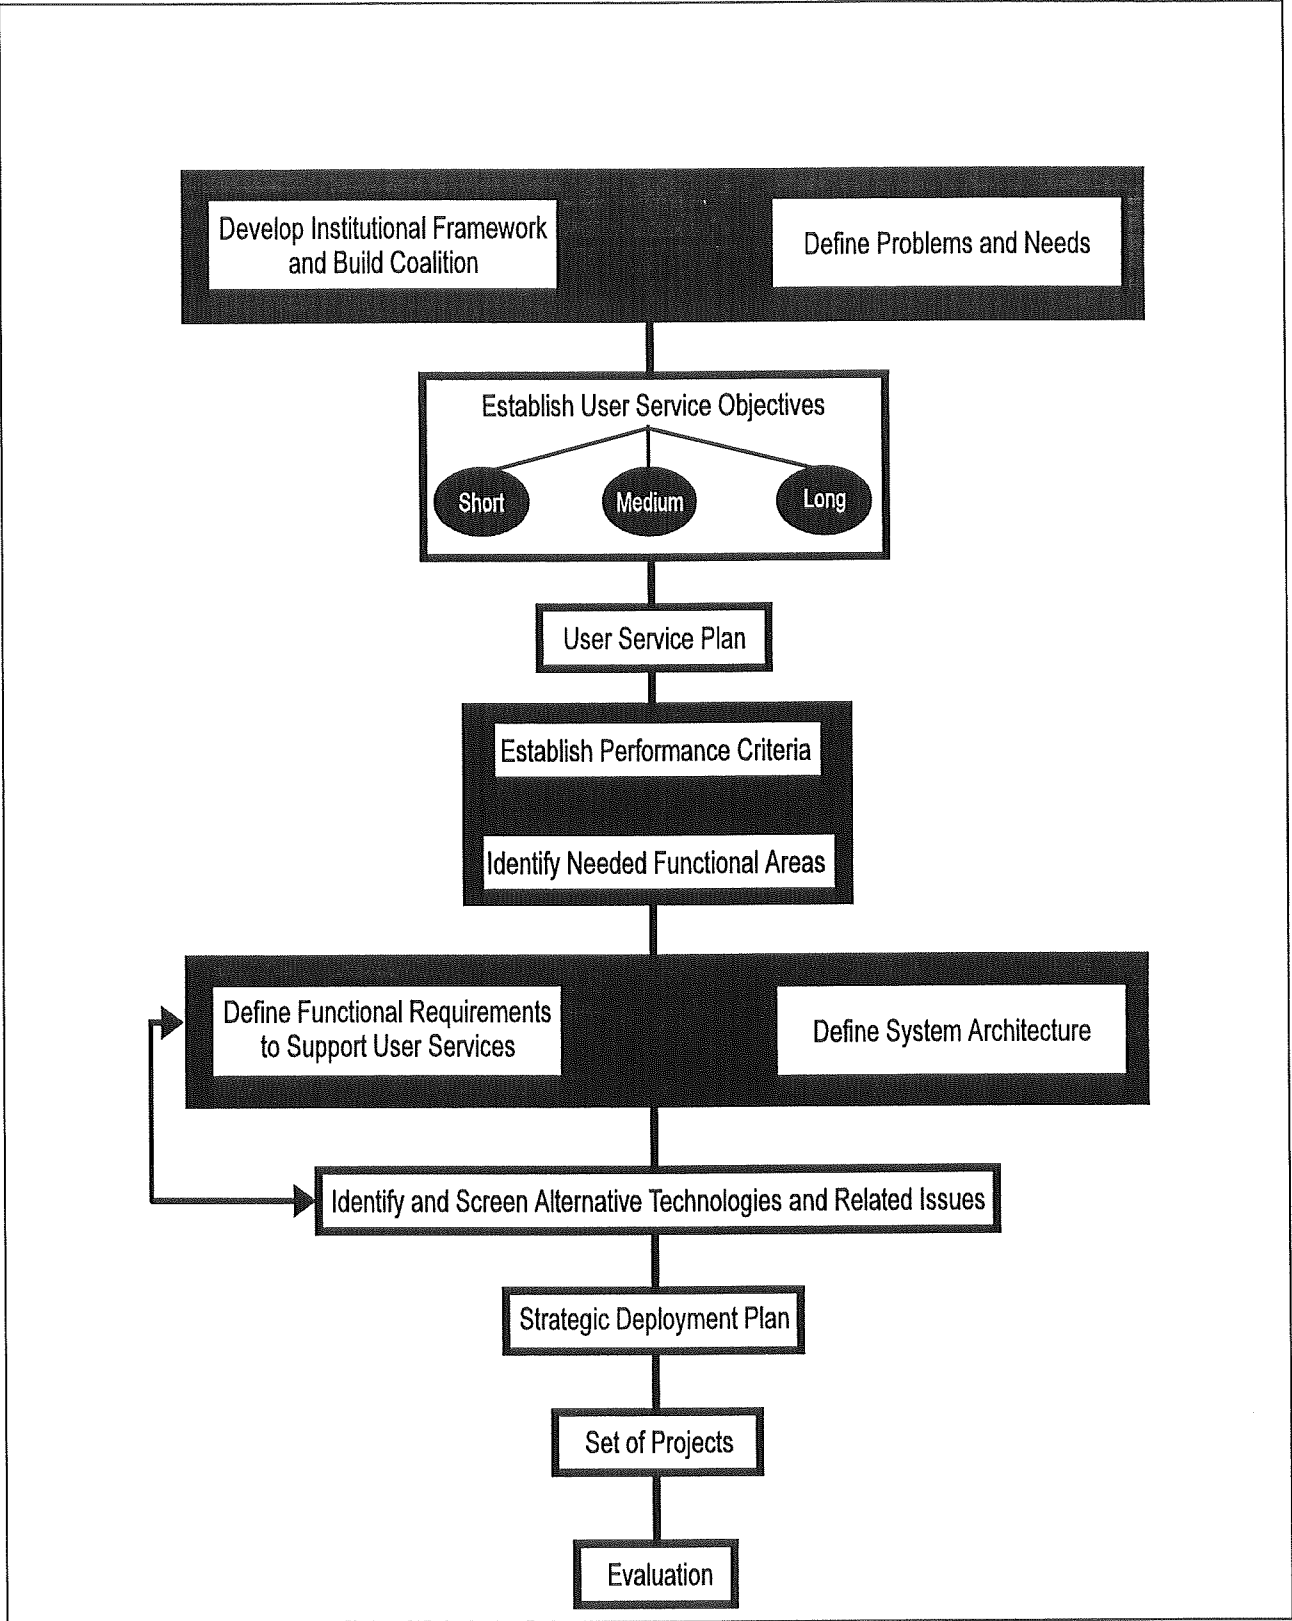 Develop Institutional Framework
and Build Coalition
Define Problems and Needs
Establish User Service Objectives
Short
Medium
Long
User Service Plan
Establish Performance Criteria
Identify Needed Functional Areas
Define Functional Requirements
to Support User Services
Define System Architecture
Identify and Screen Alternative Technologies and Related Issues
Strategic Deployment Plan
Set of Projects
Evaluation